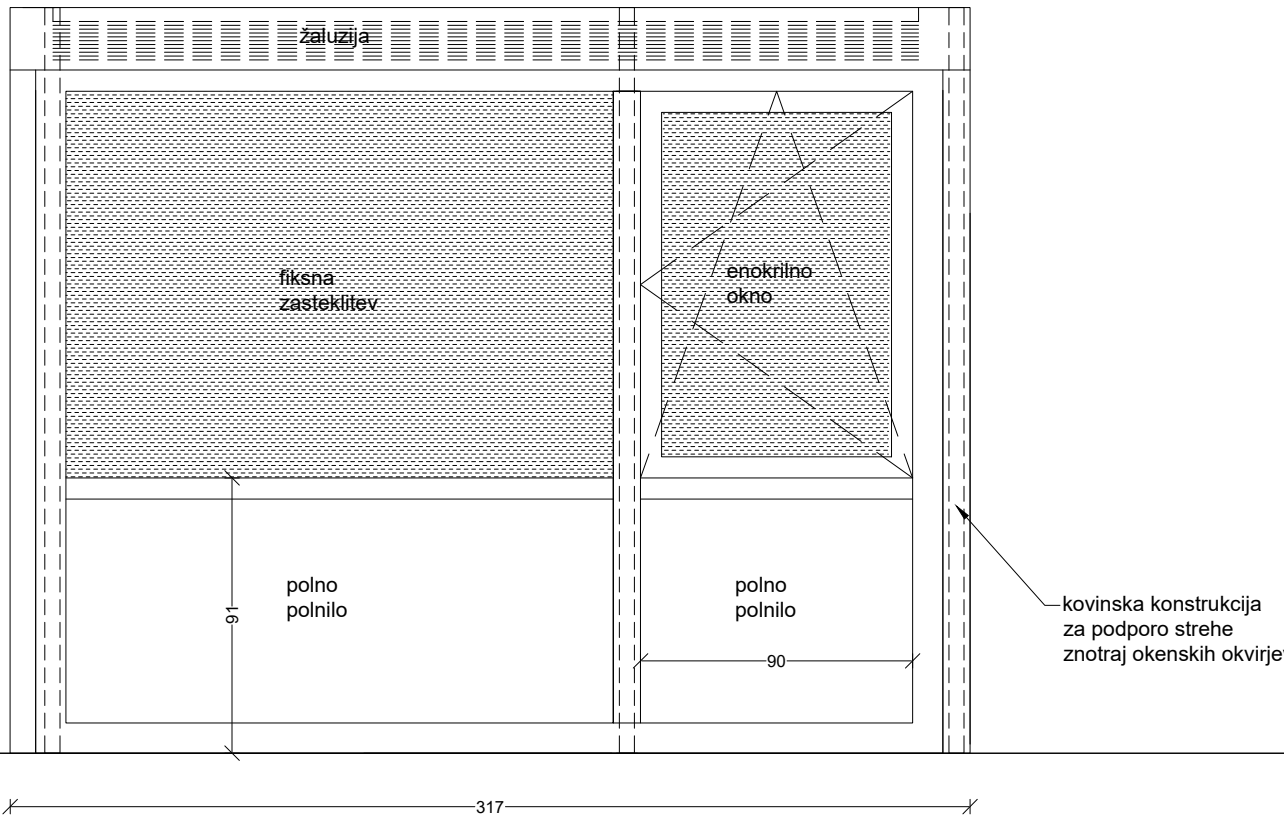 žaluzija
fiksna
zasteklitev
enokrilno
okno
polno
polnilo
91
polno
polnilo
90
kovinska konstrukcija
za podporo strehe
znotraj okenskih
317